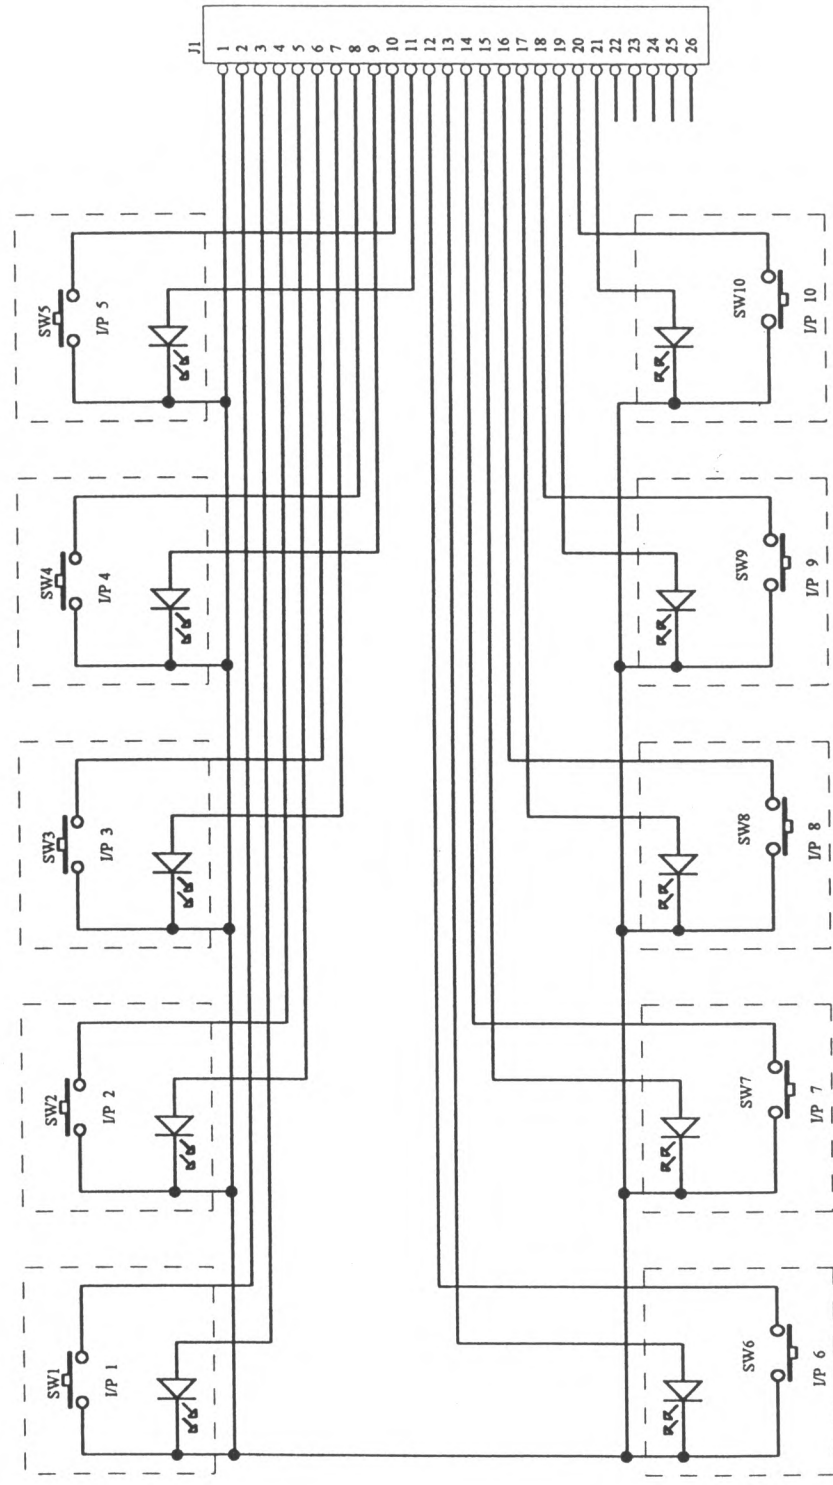 J1
1
2
3
4
5
6
7
8
9
10
11
12
13
14
15
16
17
18
19
20
21
22
23
24
25
26
SW5
I/P 5
SW10
I/P 10
SW4
I/P 4
SW9
I/P 9
SW3
I/P 3
SW8
I/P 8
SW2
I/P 2
SW7
I/P 7
SW1
I/P 1
SW6
I/P 6